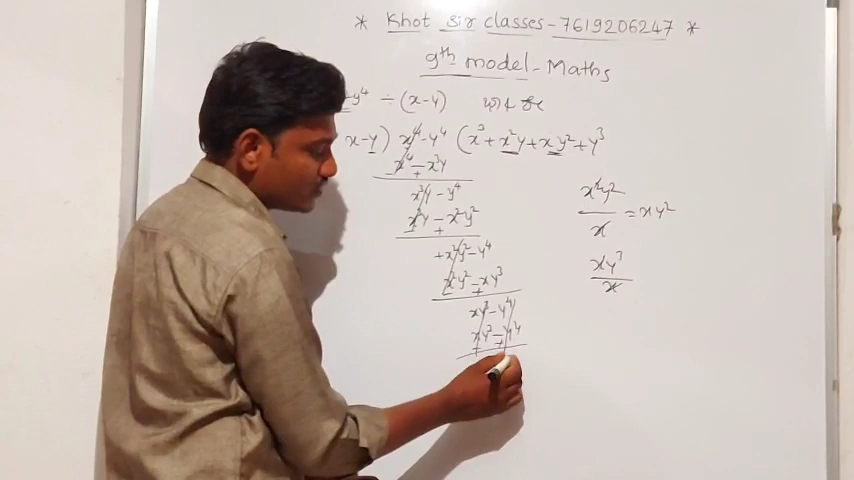 * Khot sir classes - 7619206247 *
9th model - Maths
y⁴ ÷ (x-y)
x-y) x⁴-y⁴ (x³+x²y+xy²+y³
x⁴-x³y
x³y - y⁴
x³y - x²y²
+x²y²-y⁴
x²y²-xy³
xy³-y⁴
xy³-y⁴
x²y²/x = xy²
xy³/x